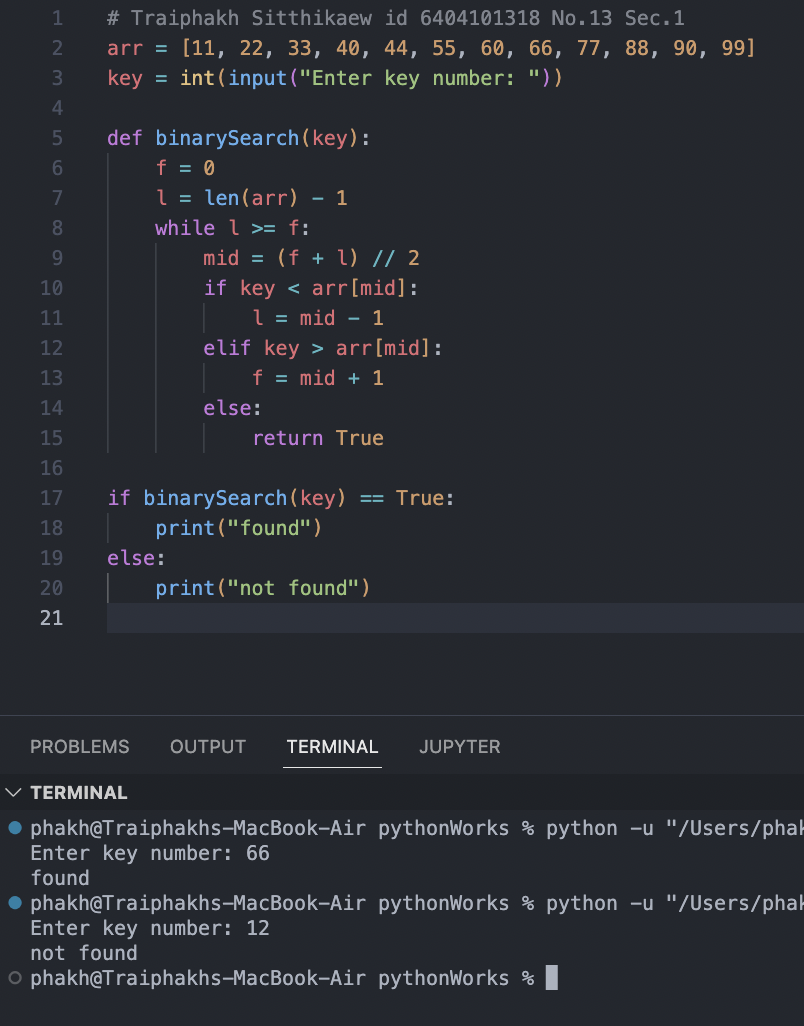 1 # Traiphakh Sitthikaew id 6404101318 No.13 Sec.1
2 arr = [11, 22, 33, 40, 44, 55, 60, 66, 77, 88, 90, 99]
3 key = int(input("Enter key number: "))
4
5 def binarySearch(key):
6     f = 0
7     l = len(arr) - 1
8     while l >= f:
9         mid = (f + l) // 2
10         if key < arr[mid]:
11             l = mid - 1
12         elif key > arr[mid]:
13             f = mid + 1
14         else:
15             return True
16
17 if binarySearch(key) == True:
18     print("found")
19 else:
20     print("not found")
21
PROBLEMS OUTPUT TERMINAL JUPYTER
TERMINAL
phakh@Traiphakhs-MacBook-Air pythonWorks % python -u "/Users/phak
Enter key number: 66
found
phakh@Traiphakhs-MacBook-Air pythonWorks % python -u "/Users/phak
Enter key number: 12
not found
phakh@Traiphakhs-MacBook-Air pythonWorks %